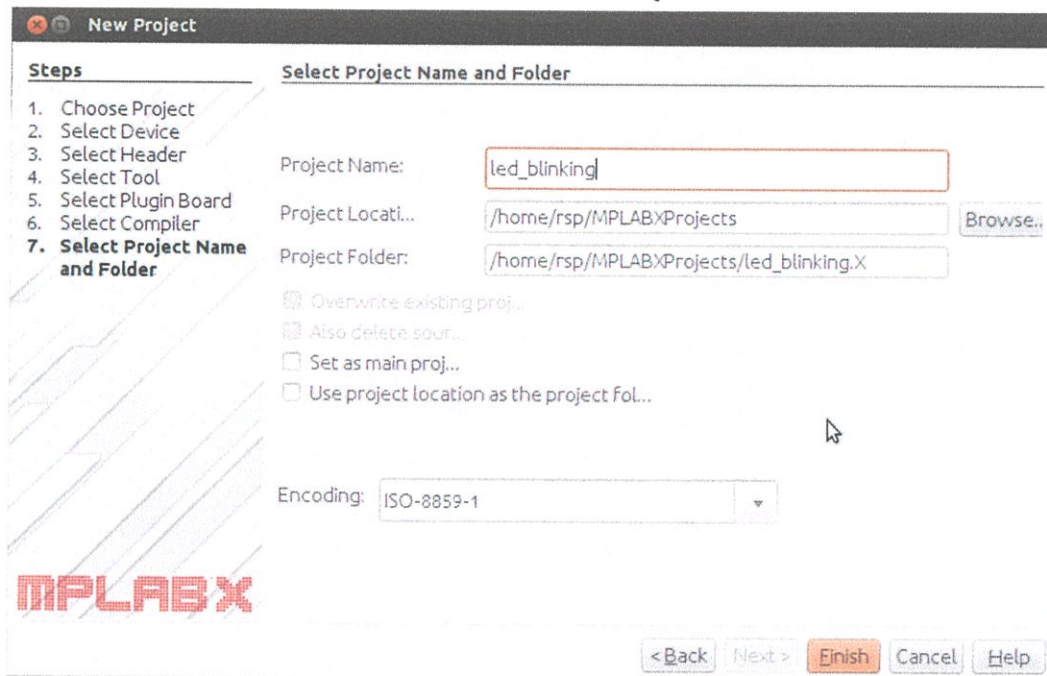 New Project
Steps
1. Choose Project
2. Select Device
3. Select Header
4. Select Tool
5. Select Plugin Board
6. Select Compiler
7. Select Project Name
and Folder
Select Project Name and Folder
Project Name: led_blinking
Project Locati... /home/rsp/MPLABXProjects Browse..
Project Folder: /home/rsp/MPLABXProjects/led_blinking.X
Overwrite existing proj...
Also delete sour...
Set as main proj...
Use project location as the project fol...
Encoding: ISO-8859-1
MPLABX
< Back Next > Finish Cancel Help